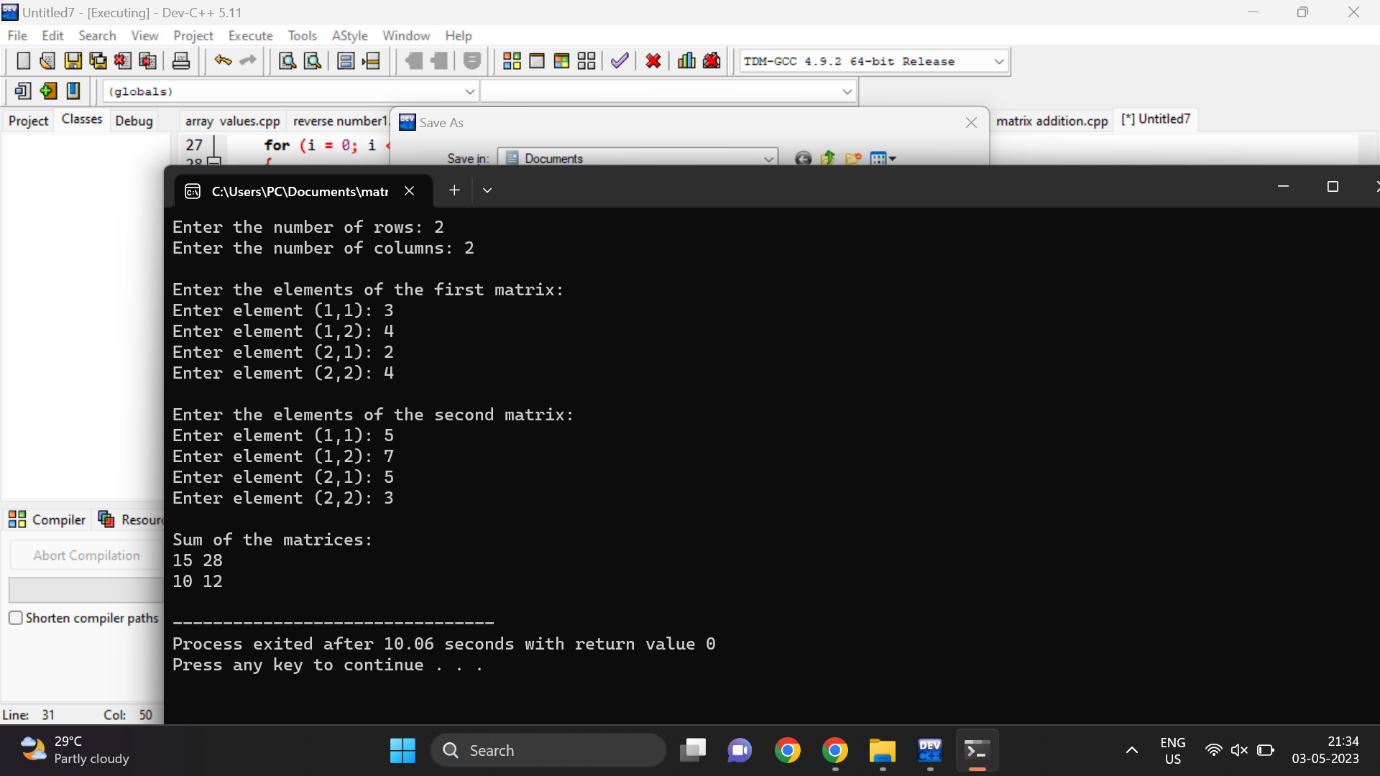 Untitled7 - [Executing] - Dev-C++ 5.11
File Edit Search View Project Execute Tools AStyle Window Help
TDM-GCC 4.9.2 64-bit Release
(globals)
Project Classes Debug
array values.cpp reverse number1. matrix addition.cpp [*] Untitled7
Save As
27 for (i = 0; i <
28 {
Save in: Documents
C:\Users\PC\Documents\matr
Enter the number of rows: 2
Enter the number of columns: 2
Enter the elements of the first matrix:
Enter element (1,1): 3
Enter element (1,2): 4
Enter element (2,1): 2
Enter element (2,2): 4
Enter the elements of the second matrix:
Enter element (1,1): 5
Enter element (1,2): 7
Enter element (2,1): 5
Enter element (2,2): 3
Sum of the matrices:
15 28
10 12
--------------------------------
Process exited after 10.06 seconds with return value 0
Press any key to continue . . .
Compiler Resourc
Abort Compilation
Shorten compiler paths
Line: 31 Col: 50
29°C
Partly cloudy
Search
DEV C++
ENG
US
21:34
03-05-2023